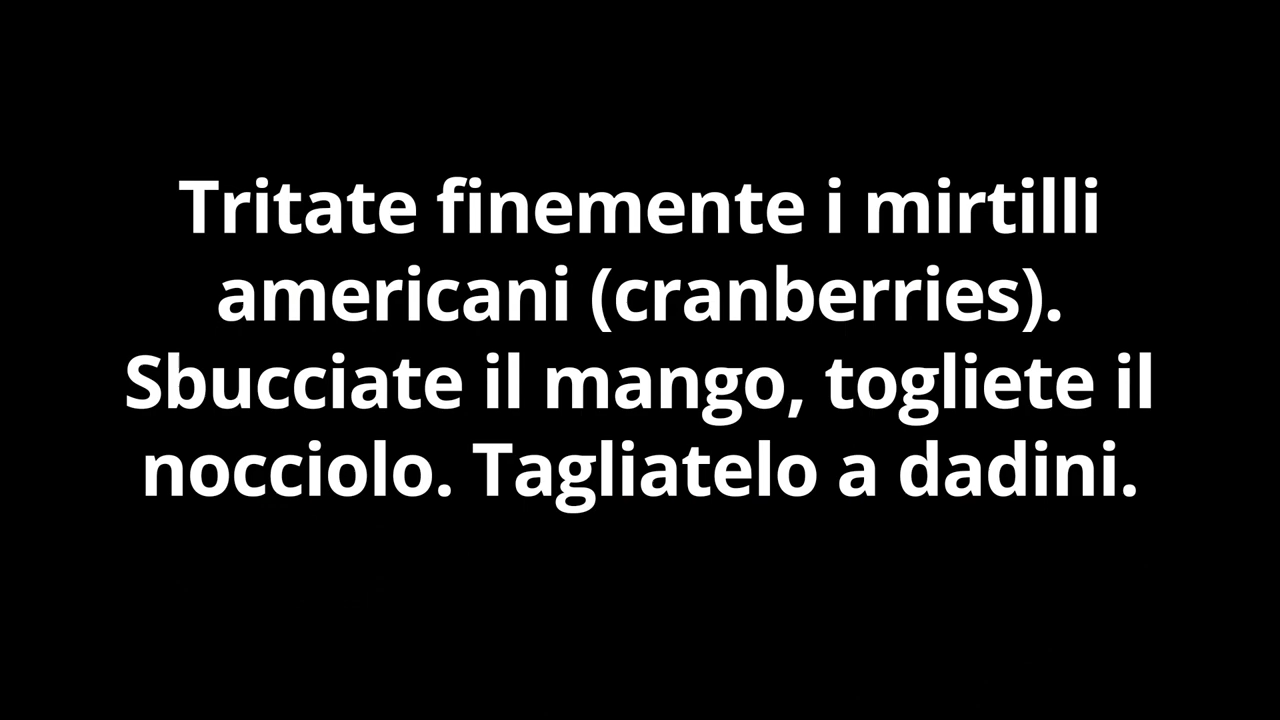 Tritate finemente i mirtilli
americani (cranberries).
Sbucciate il mango, togliete il
nocciolo. Tagliatelo a dadini.